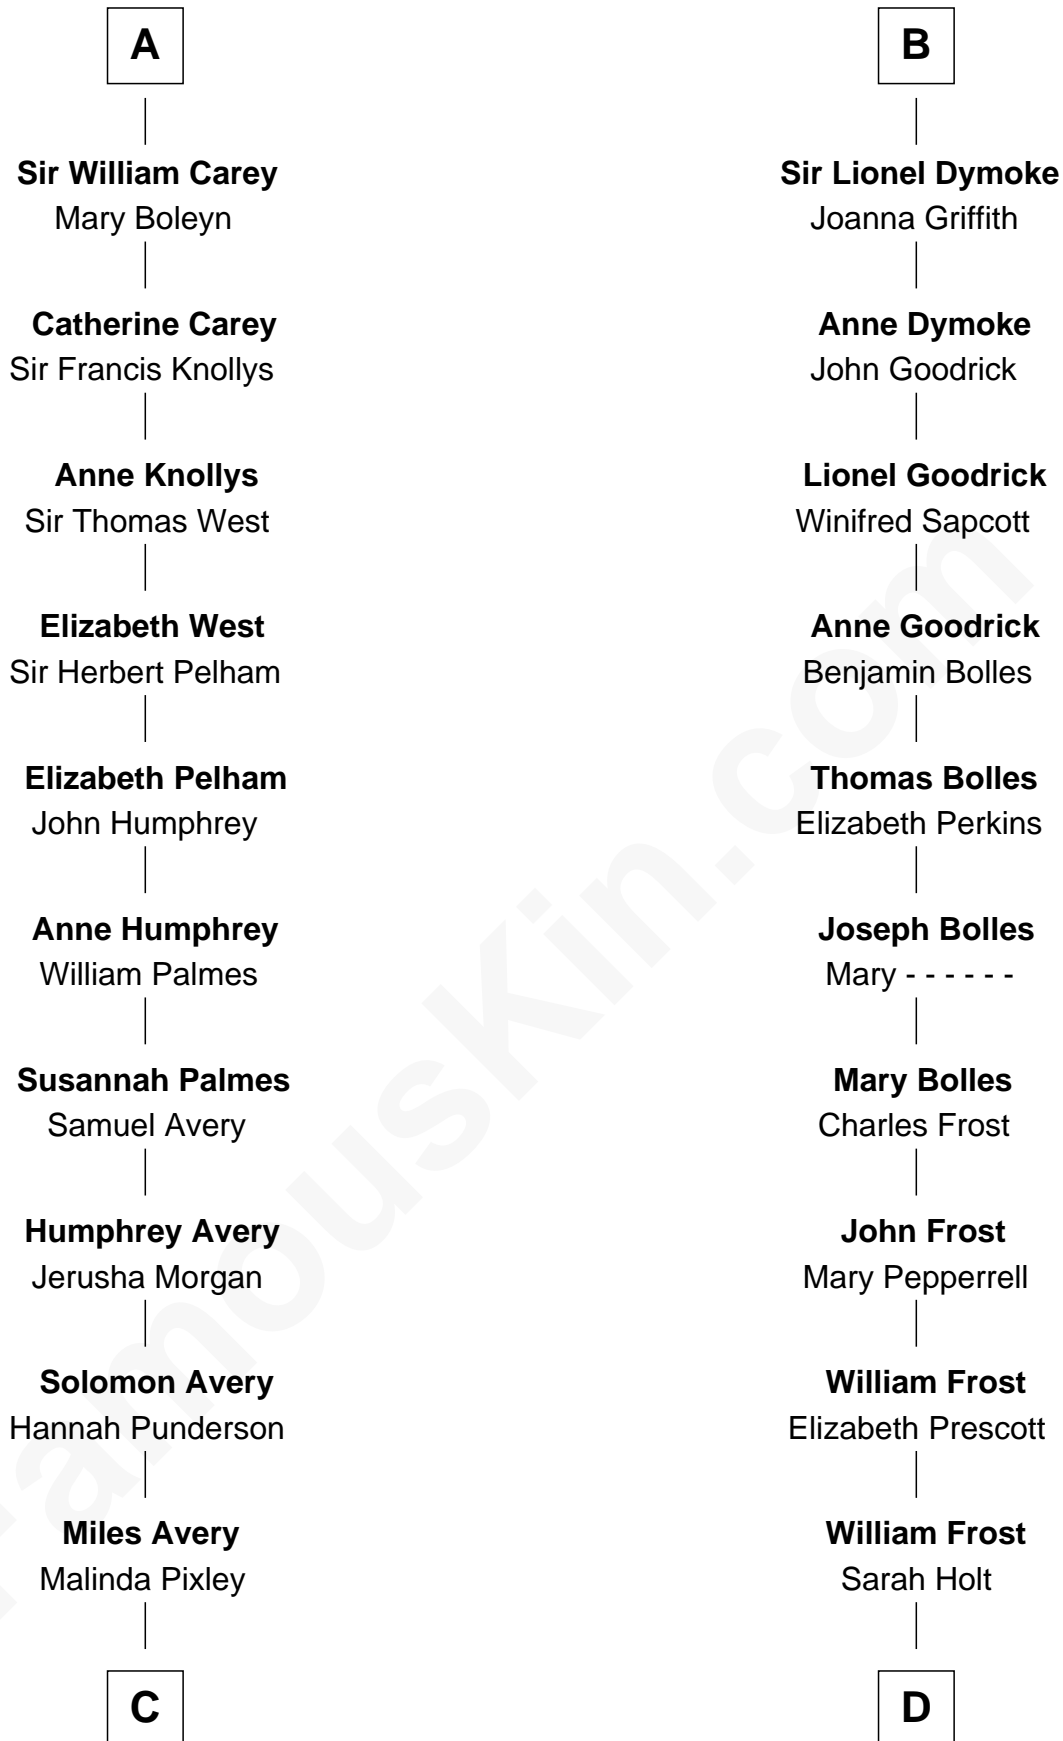 A
Sir William Carey
Mary Boleyn
Catherine Carey
Sir Francis Knollys
Anne Knollys
Sir Thomas West
Elizabeth West
Sir Herbert Pelham
Elizabeth Pelham
John Humphrey
Anne Humphrey
William Palmes
Susannah Palmes
Samuel Avery
Humphrey Avery
Jerusha Morgan
Solomon Avery
Hannah Punderson
Miles Avery
Malinda Pixley
C
B
Sir Lionel Dymoke
Joanna Griffith
Anne Dymoke
John Goodrick
Lionel Goodrick
Winifred Sapcott
Anne Goodrick
Benjamin Bolles
Thomas Bolles
Elizabeth Perkins
Joseph Bolles
Mary - - - - - -
Mary Bolles
Charles Frost
John Frost
Mary Pepperrell
William Frost
Elizabeth Prescott
William Frost
Sarah Holt
D
FamousKin.com